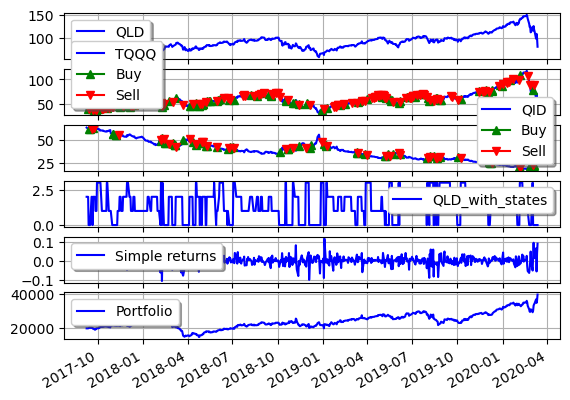 150
100
QLD
100
50
TQQQ
Buy
Sell
50
25
QID
Buy
Sell
2.5
0.0
QLD_with_states
0.1
0.0
−0.1
Simple returns
40000
20000
Portfolio
2017-10
2018-01
2018-04
2018-07
2018-10
2019-01
2019-04
2019-07
2019-10
2020-01
2020-04